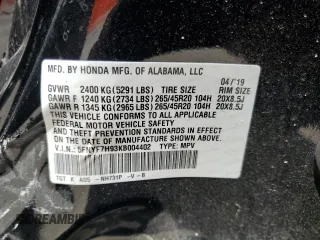 MFD. BY HONDA MFG. OF ALABAMA, LLC 04/'19
GVWR 2400 KG(5291 LBS) TIRE SIZE RIM SIZE
GAWR F 1240 KG(2734 LBS) 265/45R20 104H 20X8.5J
GAWR R 1345 KG(2965 LBS) 265/45R20 104H 20X8.5J
THIS VEHICLE CONFORMS TO ALL APPLICABLE
FEDERAL MOTOR VEHICLE SAFETY STANDARDS IN
EFFECT ON THE DATE OF MANUFACTURE SHOWN ABOVE.
V.I.N.: 5FNYF7H93KB004402 TYPE: MPV
TGT K A05 -NH731P -V -B